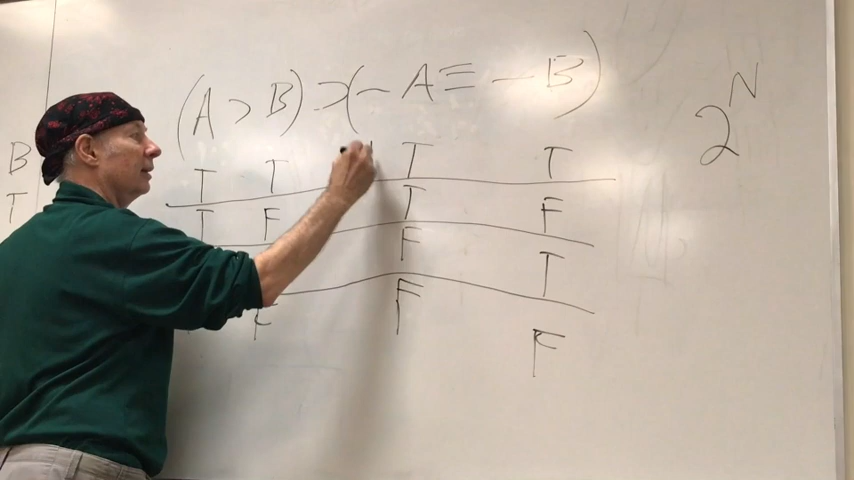 (A ⊃ B) ⊃ (- A ≡ - B)
2^N
B
T
T T T T
T F T F
F T
F F F